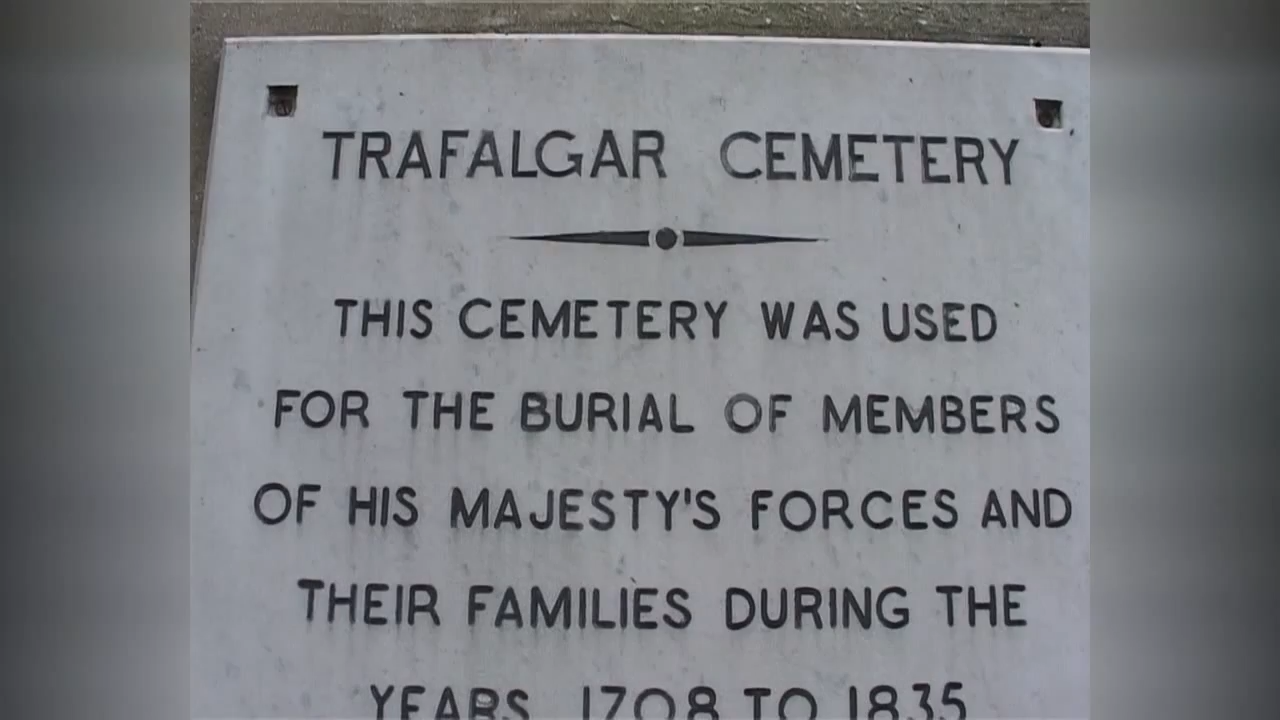 TRAFALGAR CEMETERY
THIS CEMETERY WAS USED
FOR THE BURIAL OF MEMBERS
OF HIS MAJESTY'S FORCES AND
THEIR FAMILIES DURING THE
YEARS 1708 TO 1835